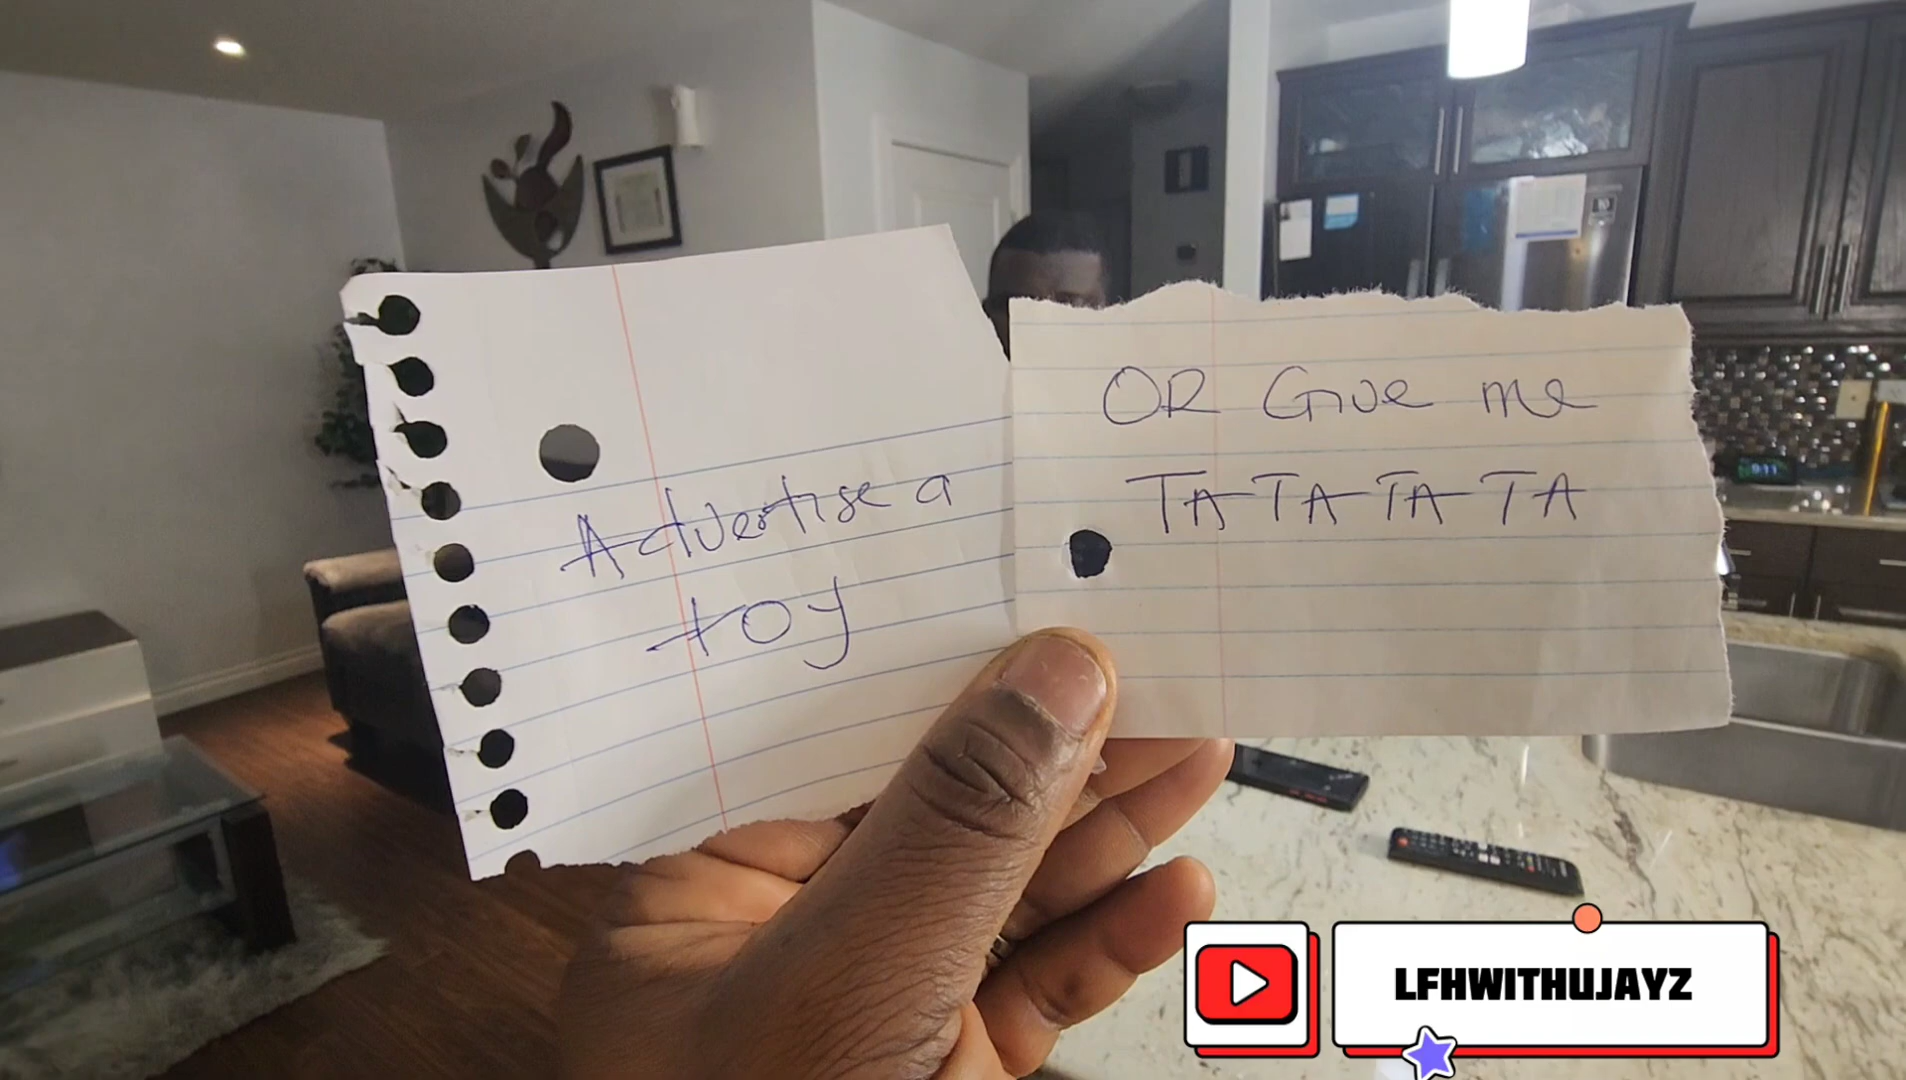 Advertise a
toy
OR Give me
TA TA TA TA
LFHWITHUJAYZ